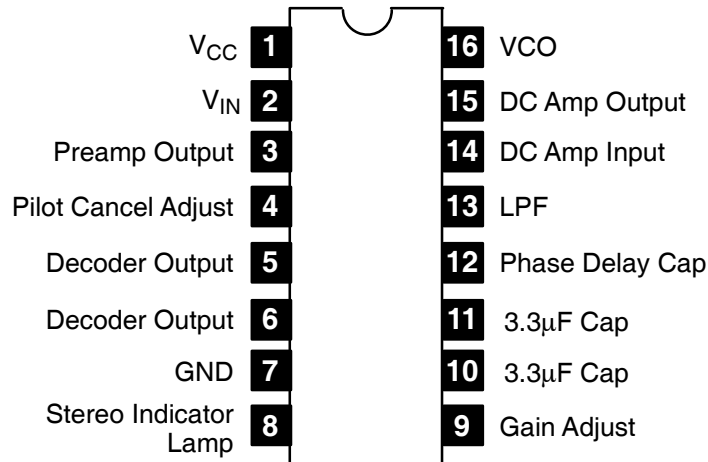 V_CC 1 16 VCO
V_IN 2 15 DC Amp Output
Preamp Output 3 14 DC Amp Input
Pilot Cancel Adjust 4 13 LPF
Decoder Output 5 12 Phase Delay Cap
Decoder Output 6 11 3.3μF Cap
GND 7 10 3.3μF Cap
Stereo Indicator
Lamp 8 9 Gain Adjust